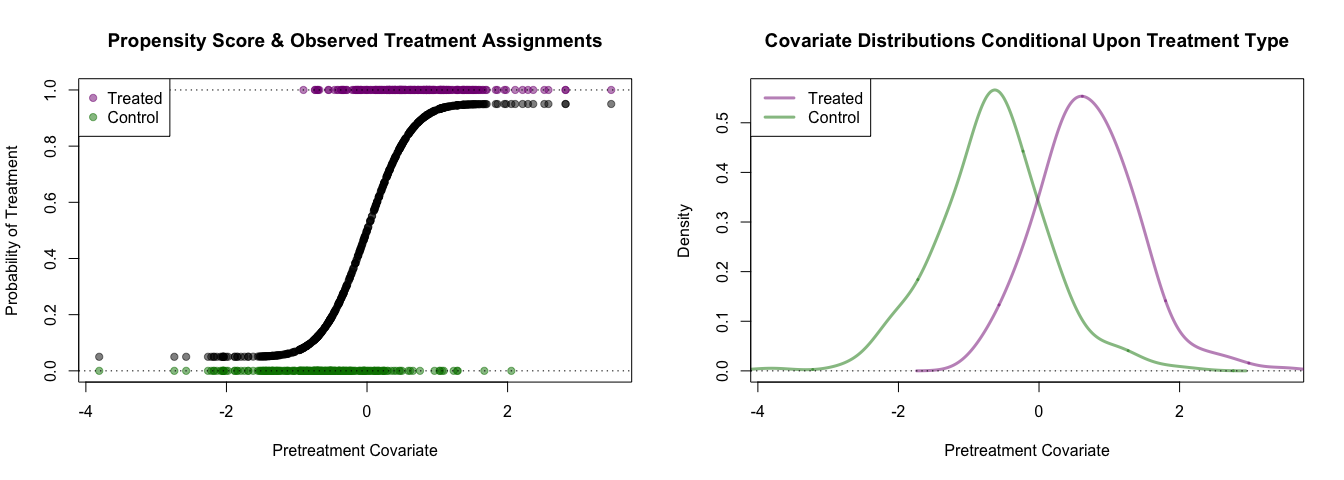 Propensity Score & Observed Treatment Assignments
Treated
Control
Probability of Treatment
0.0
0.2
0.4
0.6
0.8
1.0
-4
-2
0
2
Pretreatment Covariate
Covariate Distributions Conditional Upon Treatment Type
Treated
Control
Density
0.0
0.1
0.2
0.3
0.4
0.5
-4
-2
0
2
Pretreatment Covariate